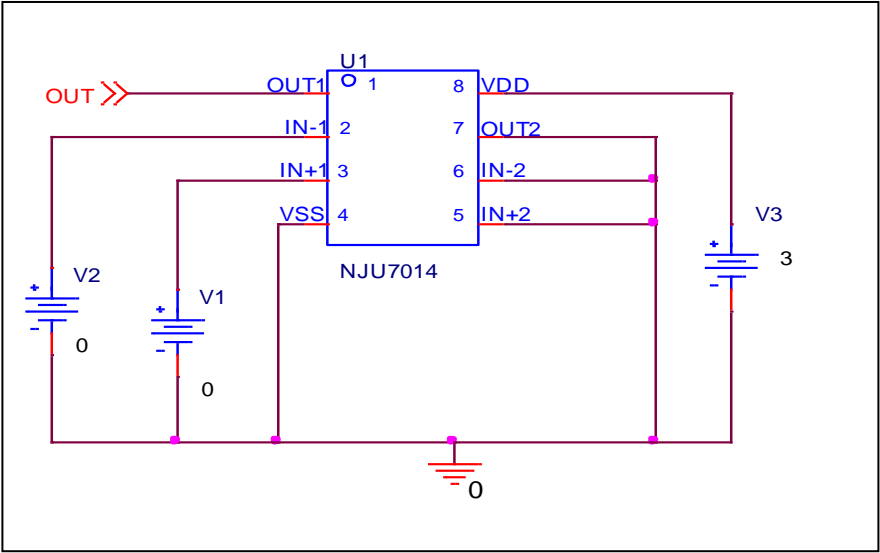 U1
OUT
OUT1 1 8 VDD
IN-1 2 7 OUT2
IN+1 3 6 IN-2
VSS 4 5 IN+2
NJU7014
V3
+
-
3
V2
+
-
0
V1
+
-
0
0